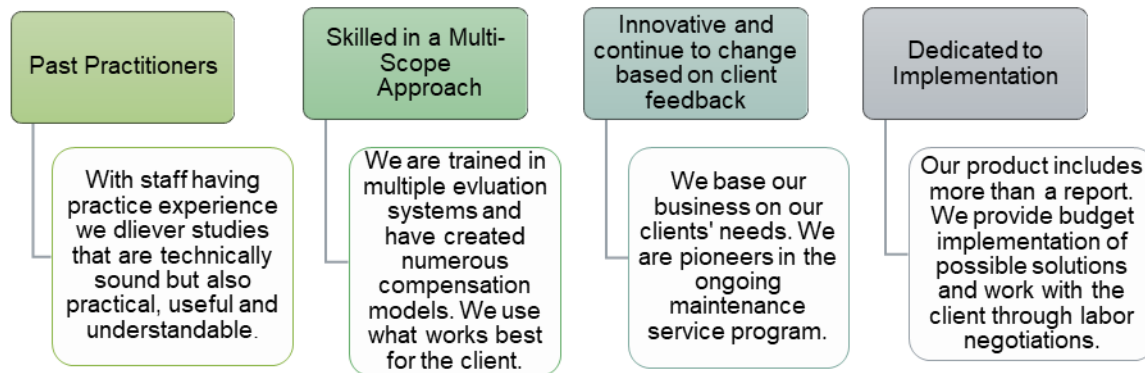 Past Practitioners
With staff having
practice experience
we dliever studies
that are technically
sound but also
practical, useful and
understandable.
Skilled in a Multi-
Scope
Approach
We are trained in
multiple evluation
systems and
have created
numerous
compensation
models. We use
what works best
for the client.
Innovative and
continue to change
based on client
feedback
We base our
business on our
clients' needs. We
are pioneers in the
ongoing
maintenance
service program.
Dedicated to
Implementation
Our product includes
more than a report.
We provide budget
implementation of
possible solutions
and work with the
client through labor
negotiations.